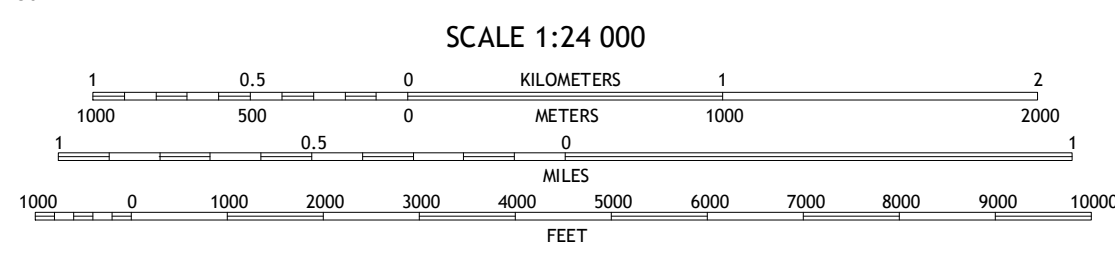 SCALE 1:24 000
1 0.5 0 KILOMETERS 1 2
1000 500 0 METERS 1000 2000
1 0.5 0 1
MILES
1000 0 1000 2000 3000 4000 5000 6000 7000 8000 9000 10000
FEET